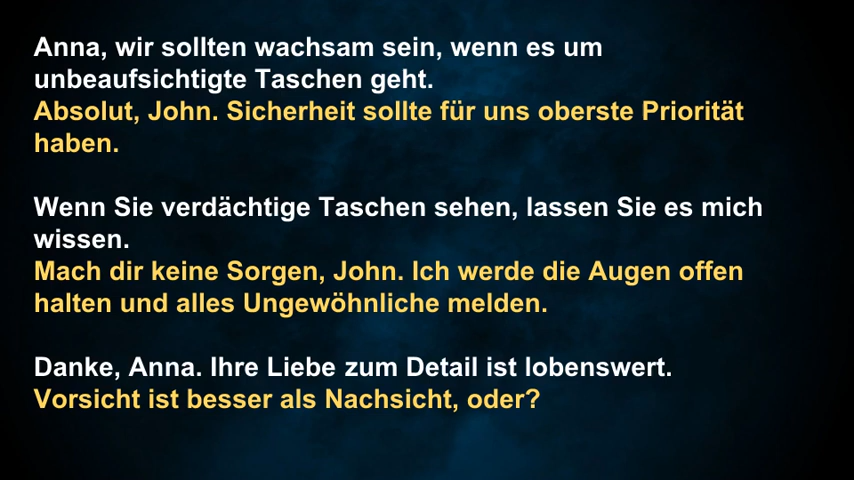 Anna, wir sollten wachsam sein, wenn es um
unbeaufsichtigte Taschen geht.
Absolut, John. Sicherheit sollte für uns oberste Priorität
haben.
Wenn Sie verdächtige Taschen sehen, lassen Sie es mich
wissen.
Mach dir keine Sorgen, John. Ich werde die Augen offen
halten und alles Ungewöhnliche melden.
Danke, Anna. Ihre Liebe zum Detail ist lobenswert.
Vorsicht ist besser als Nachsicht, oder?